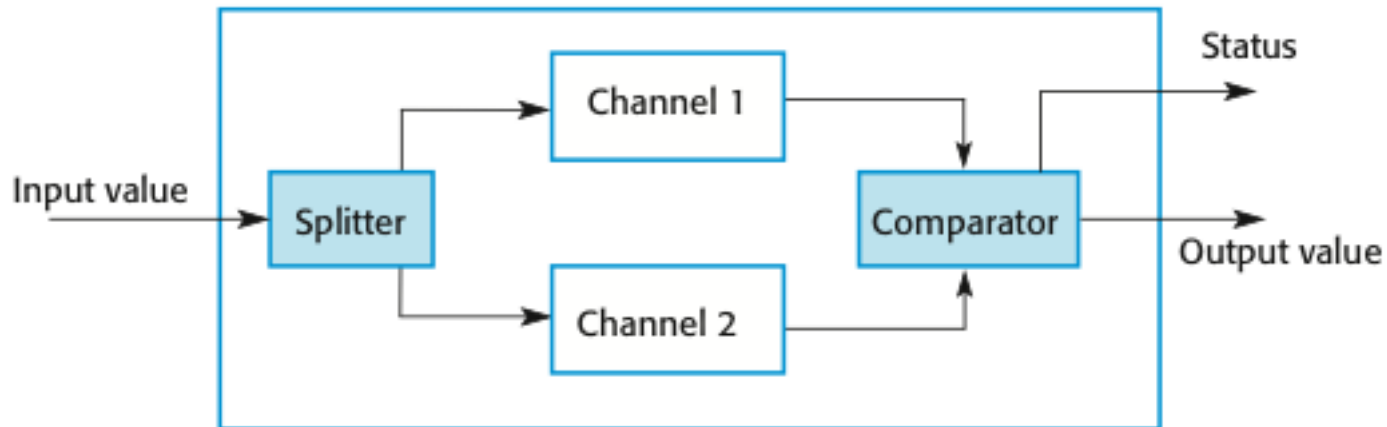 Status
Channel 1
Input value
Splitter
Comparator
Output value
Channel 2